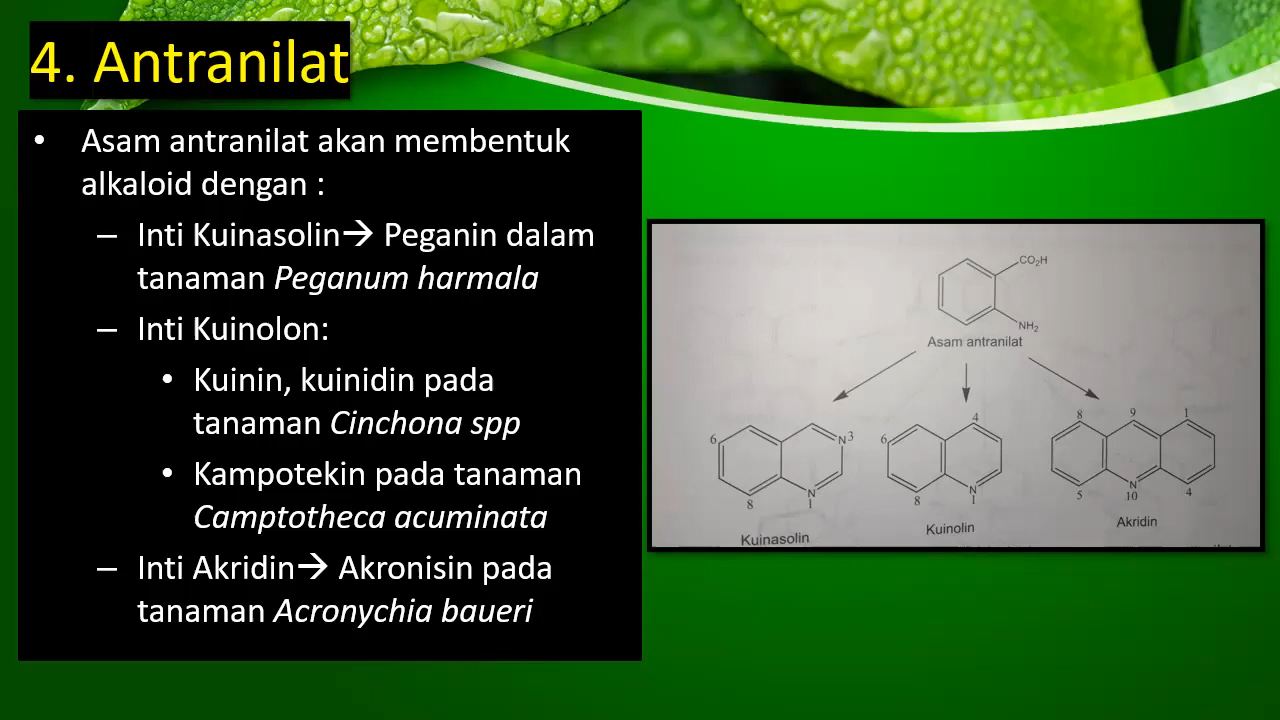 4. Antranilat
• Asam antranilat akan membentuk
alkaloid dengan :
– Inti Kuinasolin→ Peganin dalam
tanaman Peganum harmala
– Inti Kuinolon:
• Kuinin, kuinidin pada
tanaman Cinchona spp
• Kampotekin pada tanaman
Camptotheca acuminata
– Inti Akridin→ Akronisin pada
tanaman Acronychia baueri
CO2H
NH2
Asam antranilat
6
N3
8
N
1
Kuinasolin
4
6
8
N
1
Kuinolin
8
9
1
5
N
10
4
Akridin